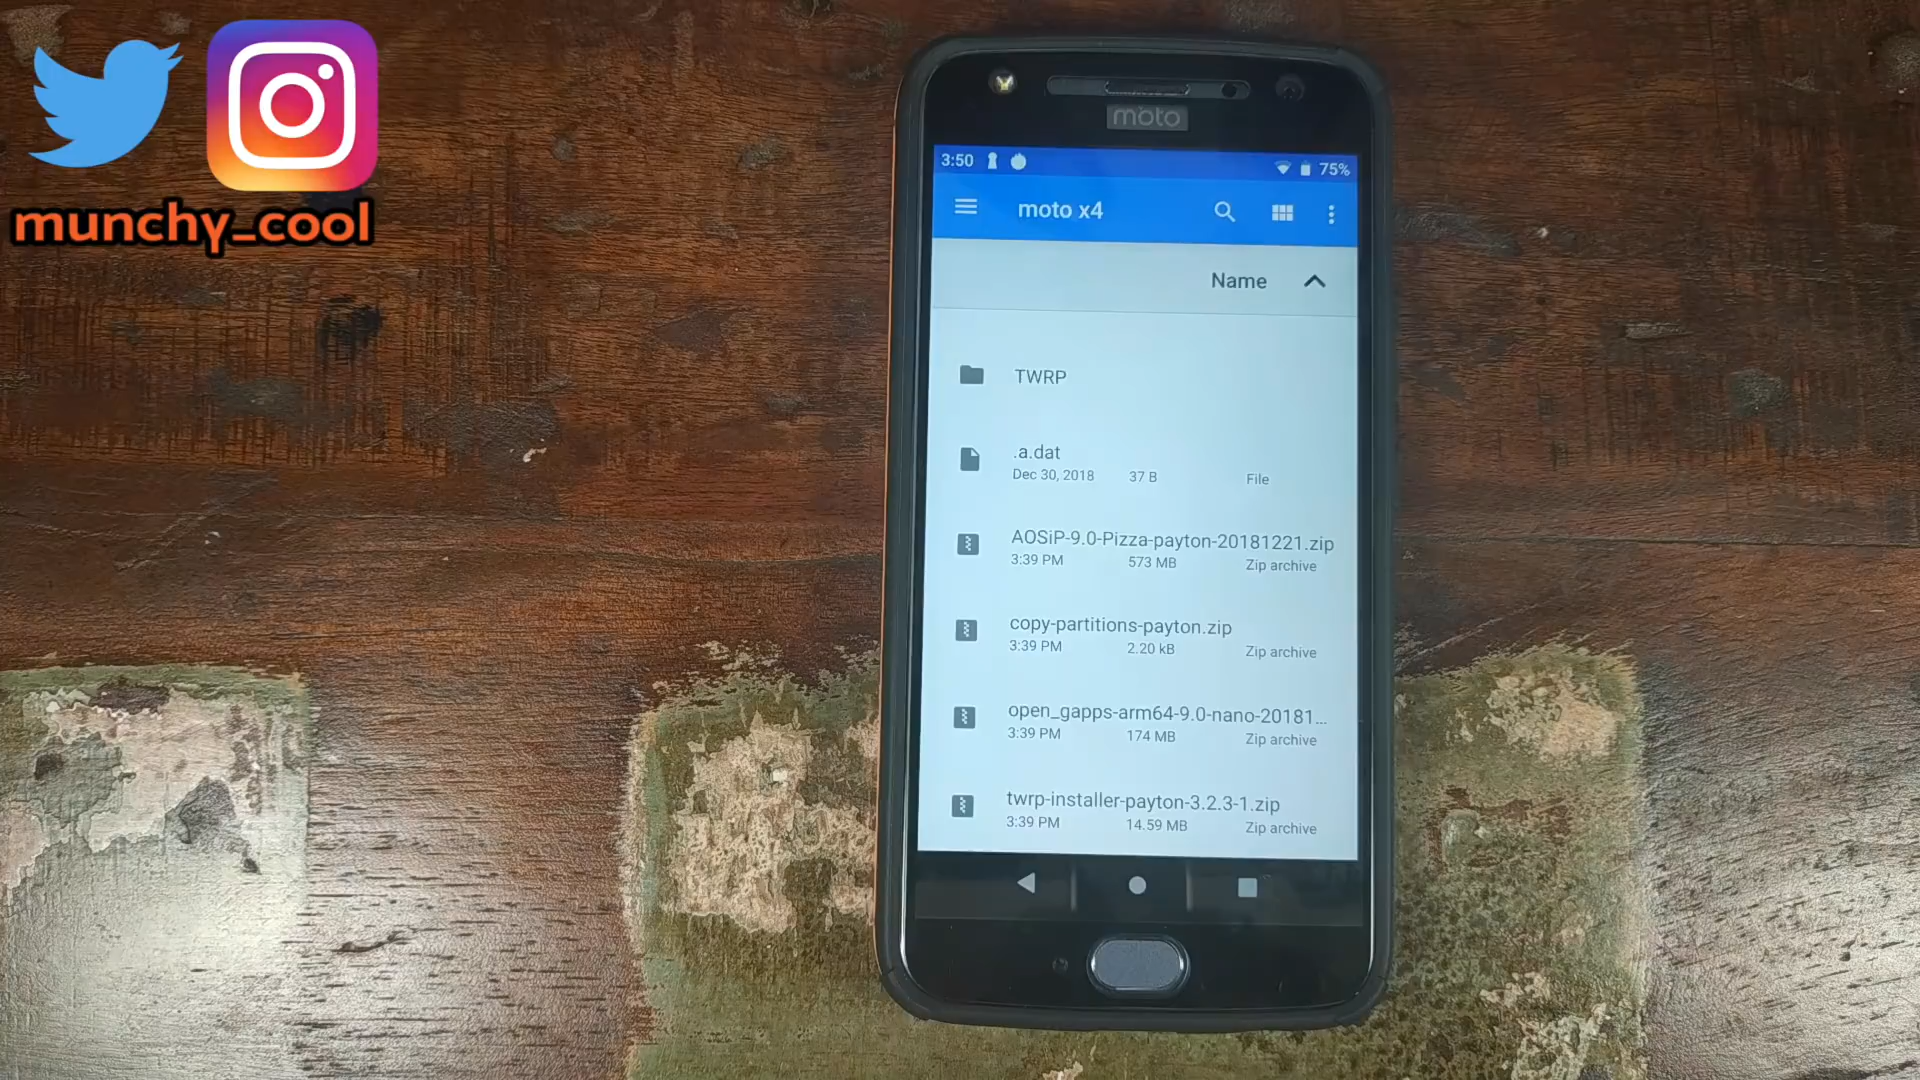 munchy_cool
moto
3:50 75%
moto x4
Name
TWRP
.a.dat
Dec 30, 2018 37 B File
AOSiP-9.0-Pizza-payton-20181221.zip
3:39 PM 573 MB Zip archive
copy-partitions-payton.zip
3:39 PM 2.20 kB Zip archive
open_gapps-arm64-9.0-nano-20181...
3:39 PM 174 MB Zip archive
twrp-installer-payton-3.2.3-1.zip
3:39 PM 14.59 MB Zip archive